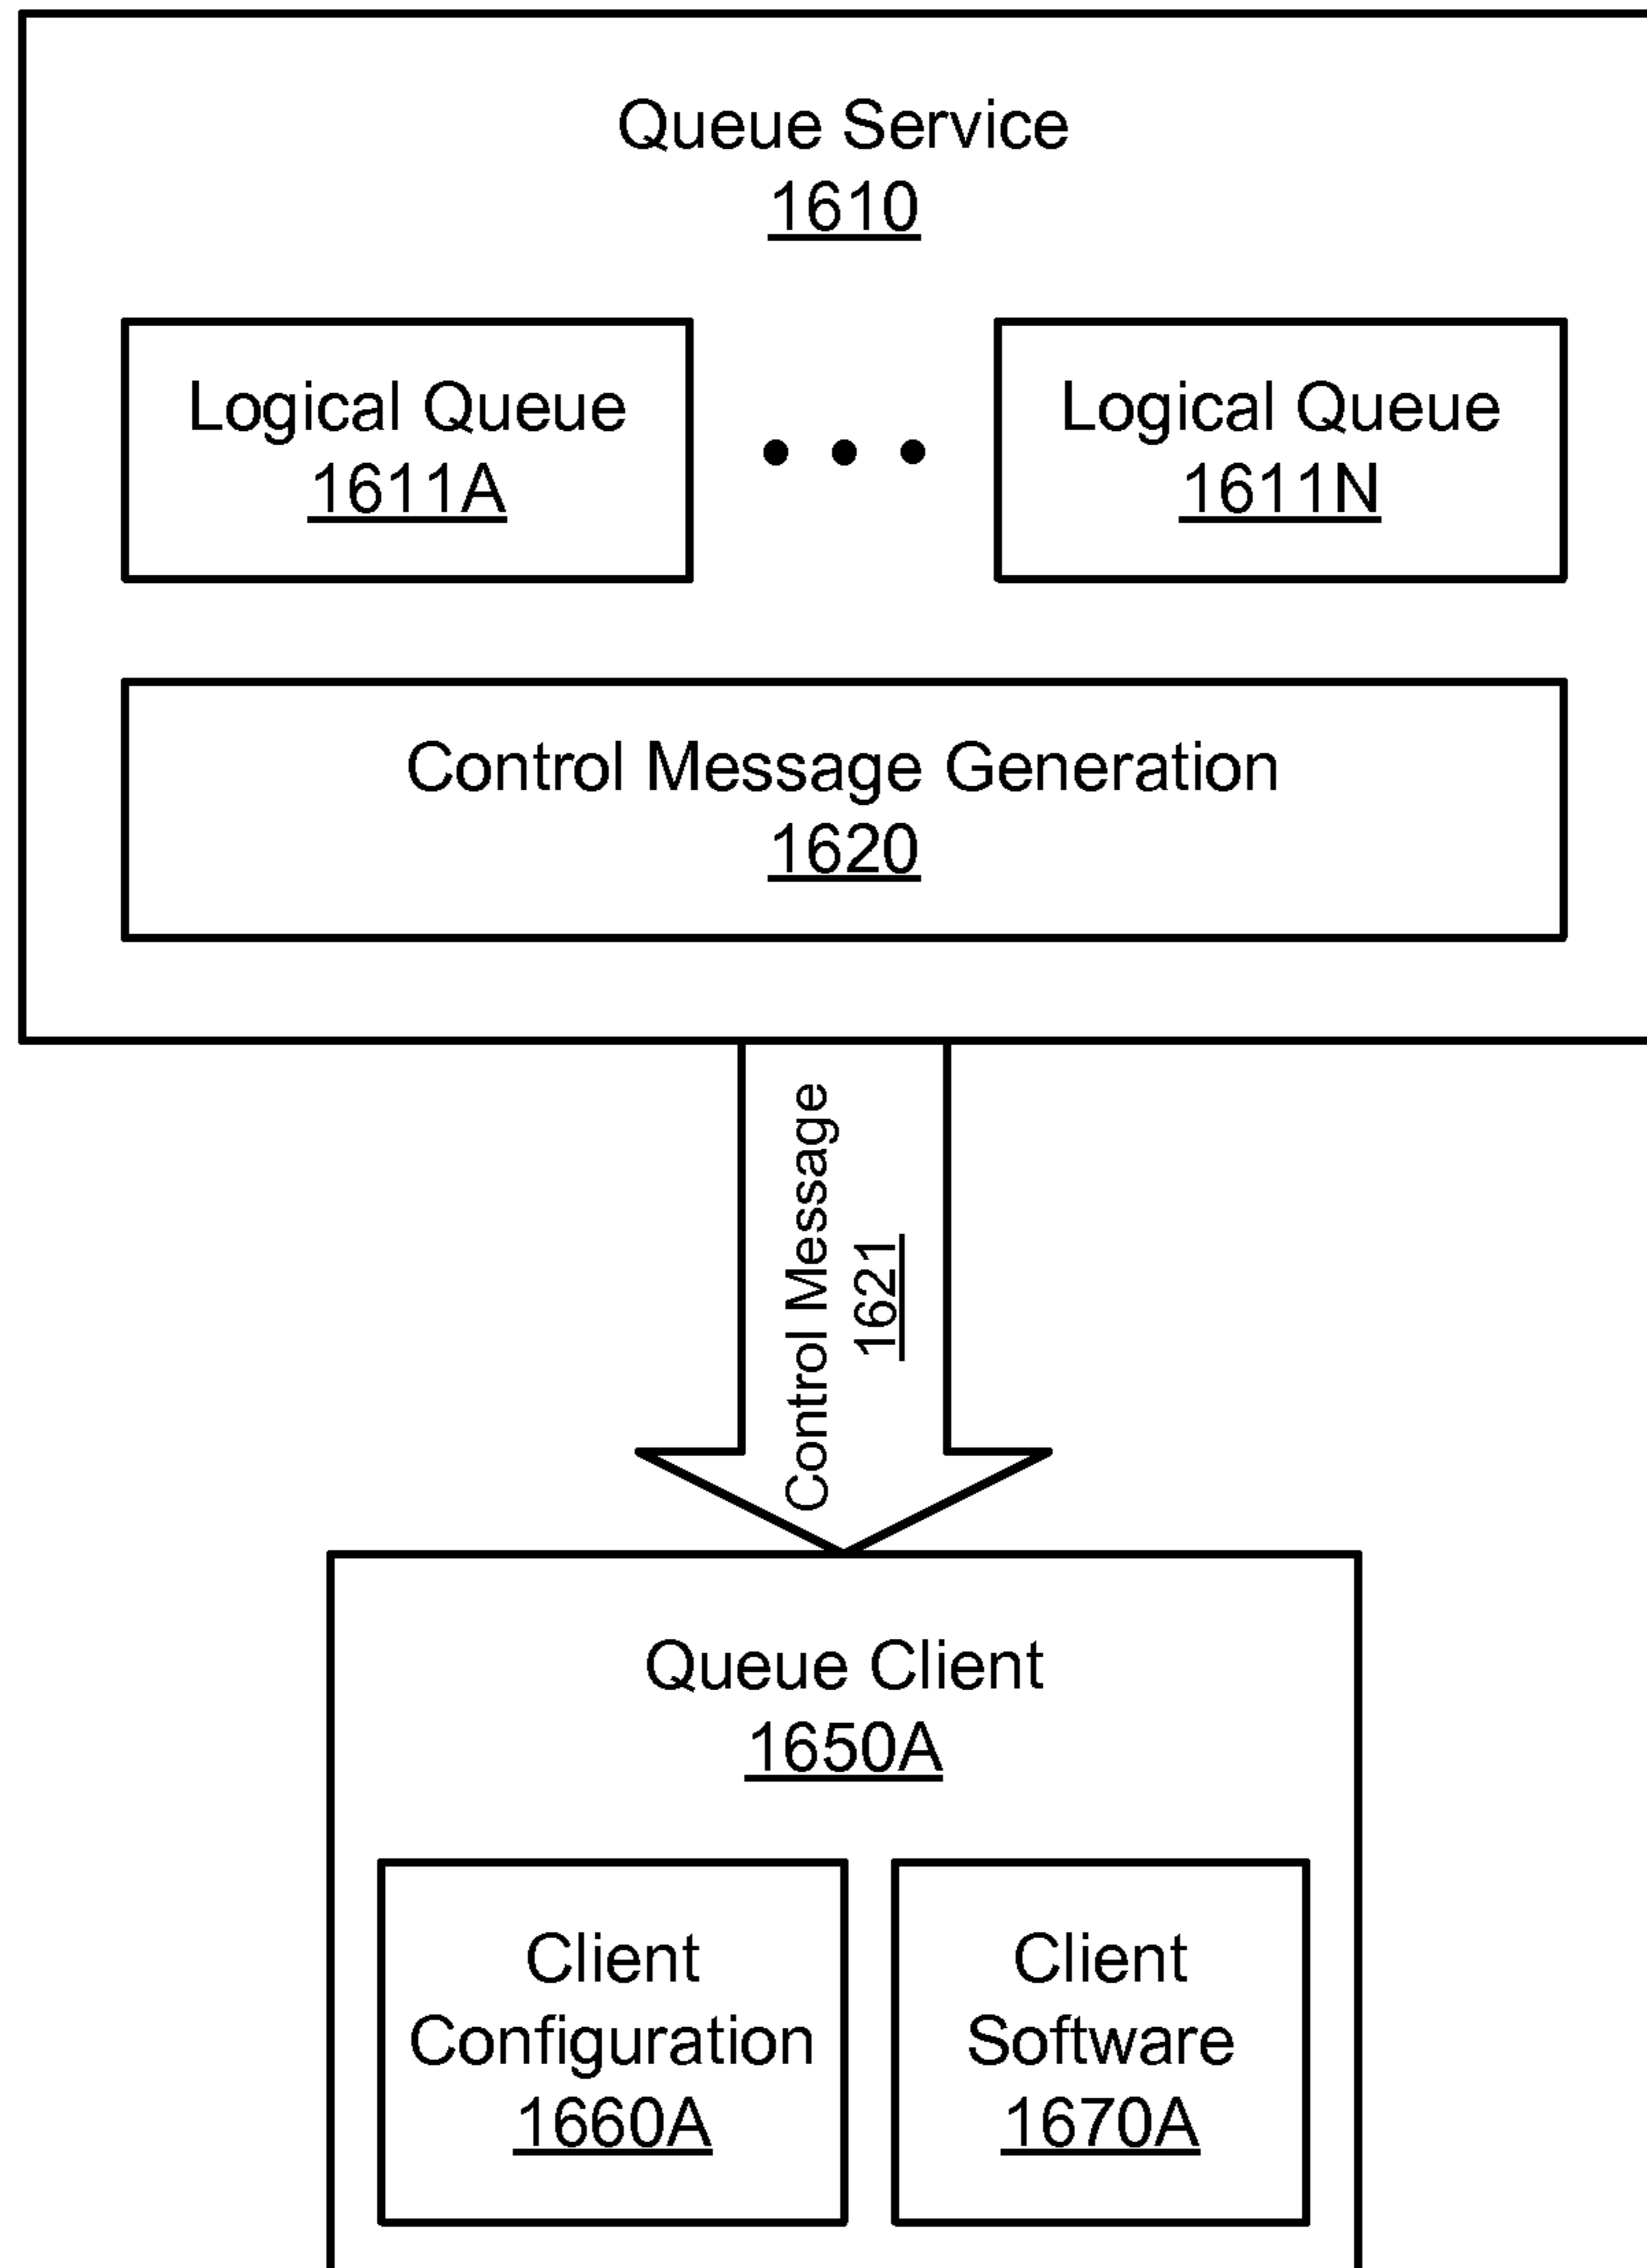 Queue Service
1610
Logical Queue
1611A
Logical Queue
1611N
Control Message Generation
1620
Control Message
1621
Queue Client
1650A
Client
Configuration
1660A
Client
Software
1670A